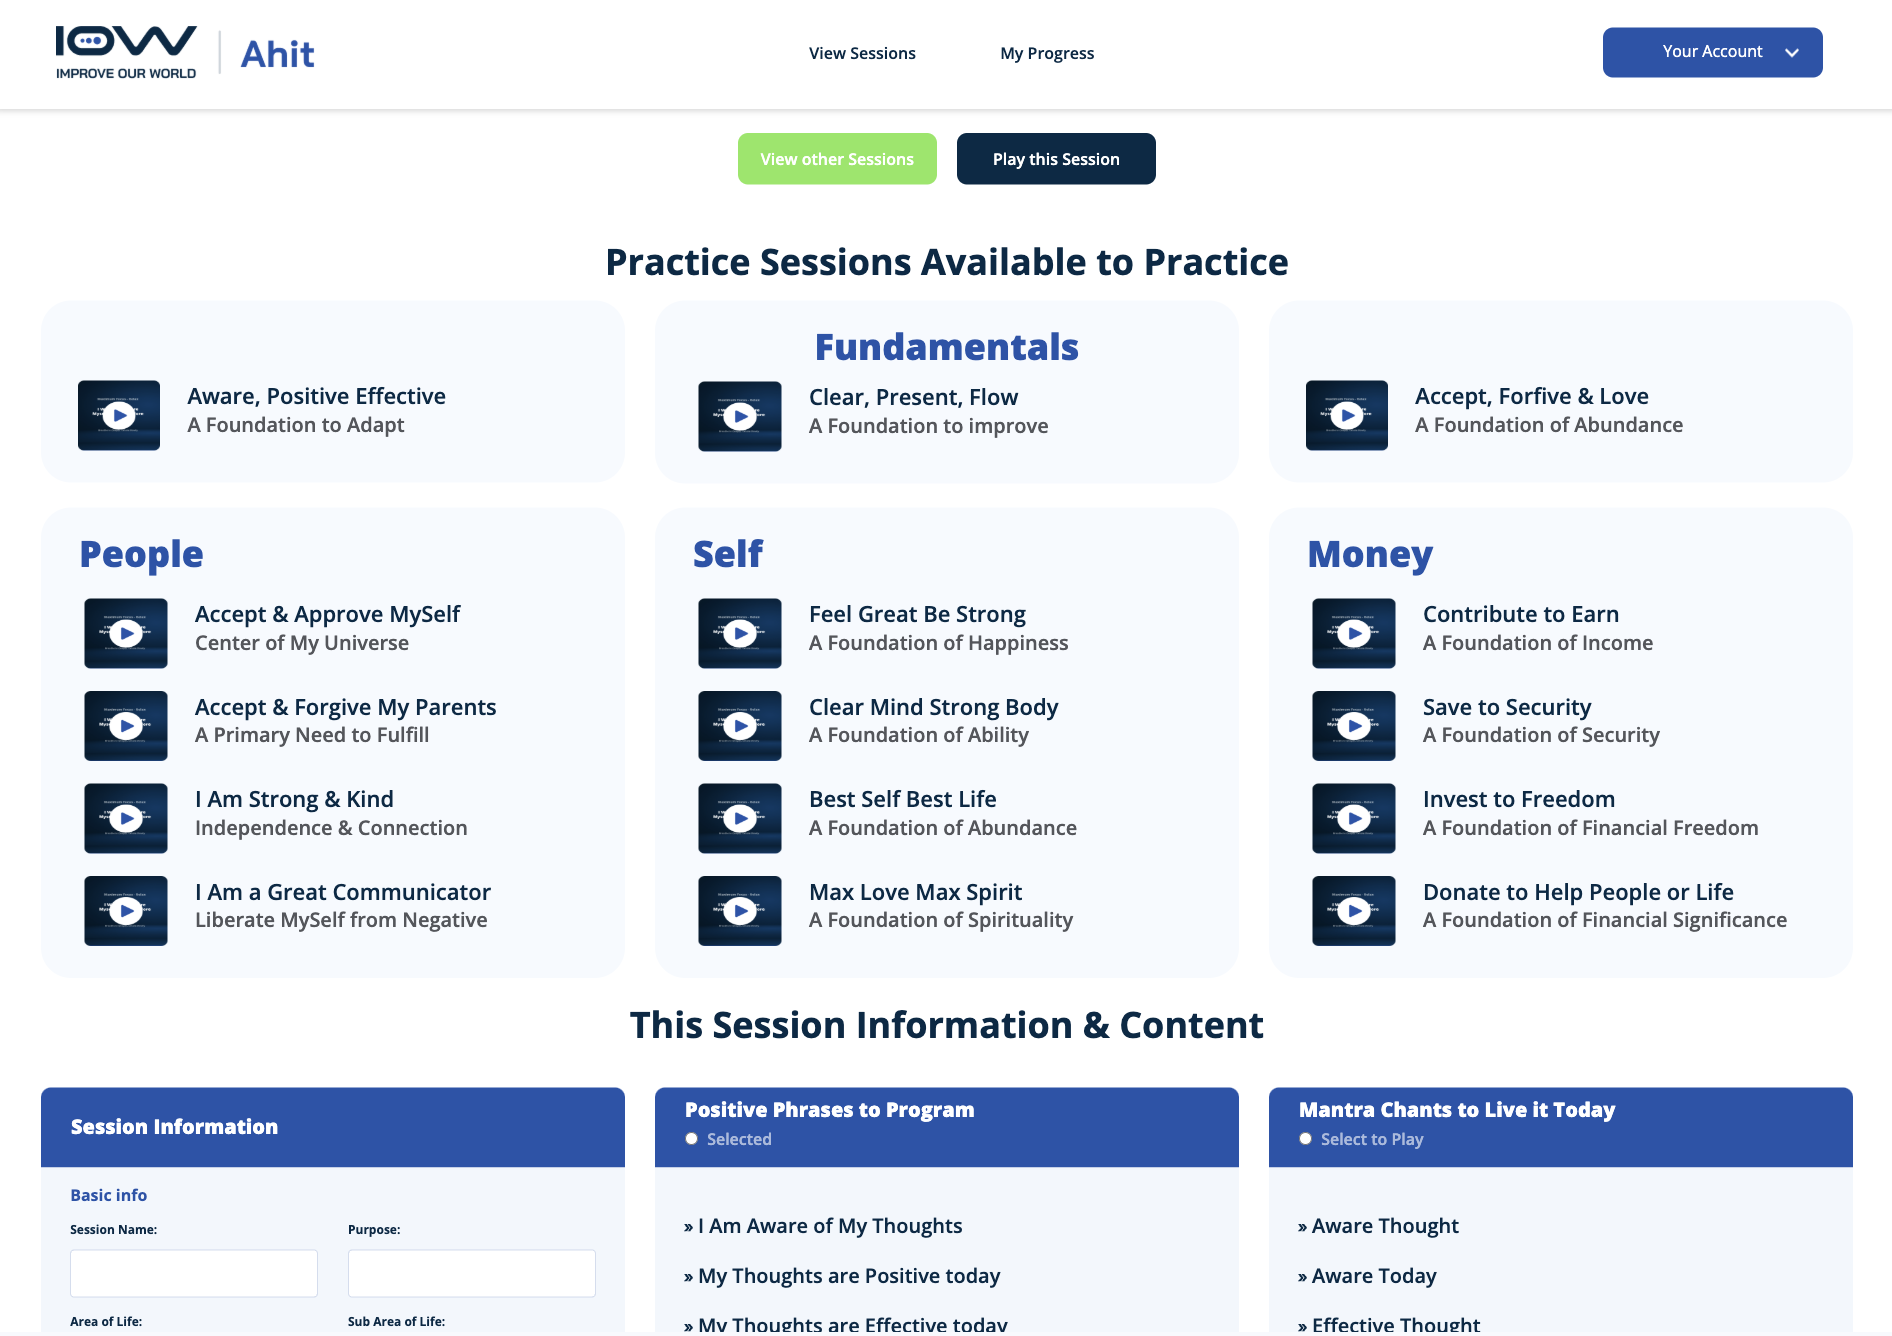 IOW
IMPROVE OUR WORLD
Ahit
View Sessions
My Progress
Your Account
View other Sessions
Play this Session
Practice Sessions Available to Practice
Aware, Positive Effective
A Foundation to Adapt
Fundamentals
Clear, Present, Flow
A Foundation to improve
Accept, Forfive & Love
A Foundation of Abundance
People
Accept & Approve MySelf
Center of My Universe
Accept & Forgive My Parents
A Primary Need to Fulfill
I Am Strong & Kind
Independence & Connection
I Am a Great Communicator
Liberate MySelf from Negative
Self
Feel Great Be Strong
A Foundation of Happiness
Clear Mind Strong Body
A Foundation of Ability
Best Self Best Life
A Foundation of Abundance
Max Love Max Spirit
A Foundation of Spirituality
Money
Contribute to Earn
A Foundation of Income
Save to Security
A Foundation of Security
Invest to Freedom
A Foundation of Financial Freedom
Donate to Help People or Life
A Foundation of Financial Significance
This Session Information & Content
Session Information
Basic info
Session Name:
Purpose:
Area of Life:
Sub Area of Life:
Positive Phrases to Program
Selected
» I Am Aware of My Thoughts
» My Thoughts are Positive today
» My Thoughts are Effective today
Mantra Chants to Live it Today
Select to Play
» Aware Thought
» Aware Today
» Effective Thought